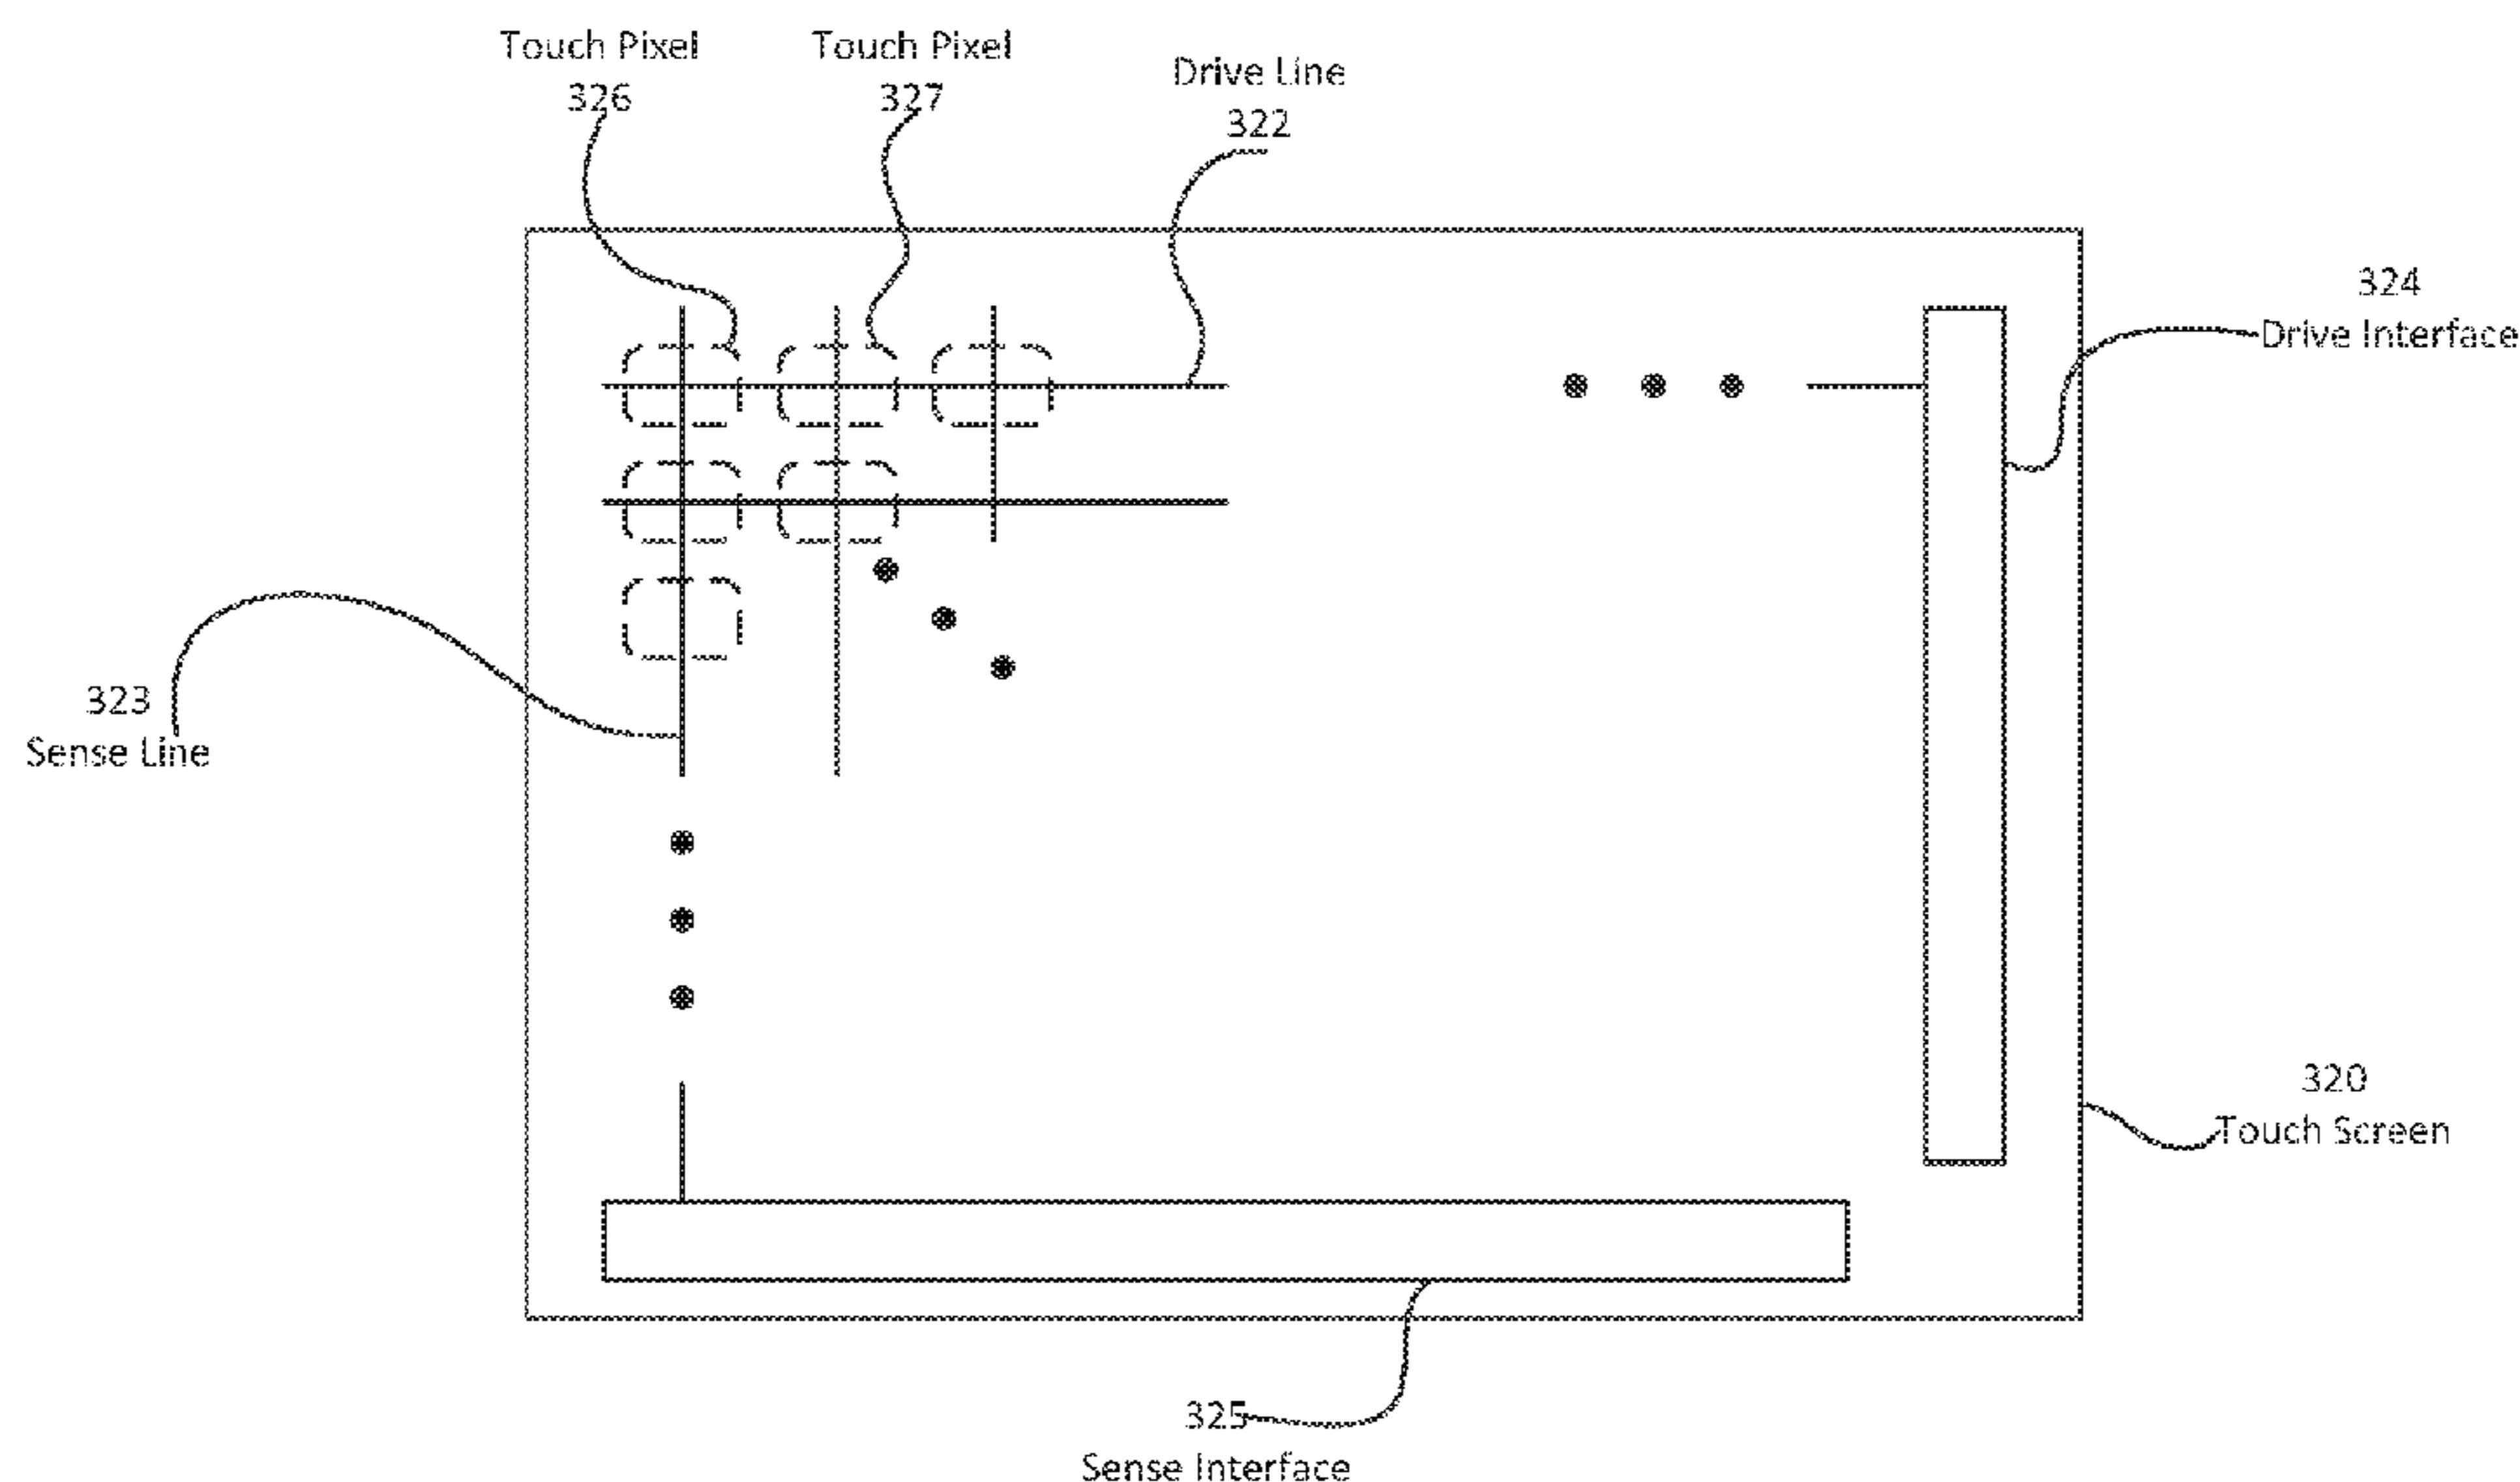 Touch Pixel
326
Touch Pixel
327
Drive Line
322
324
Drive Interface
323
Sense Line
320
Touch Screen
325
Sense Interface